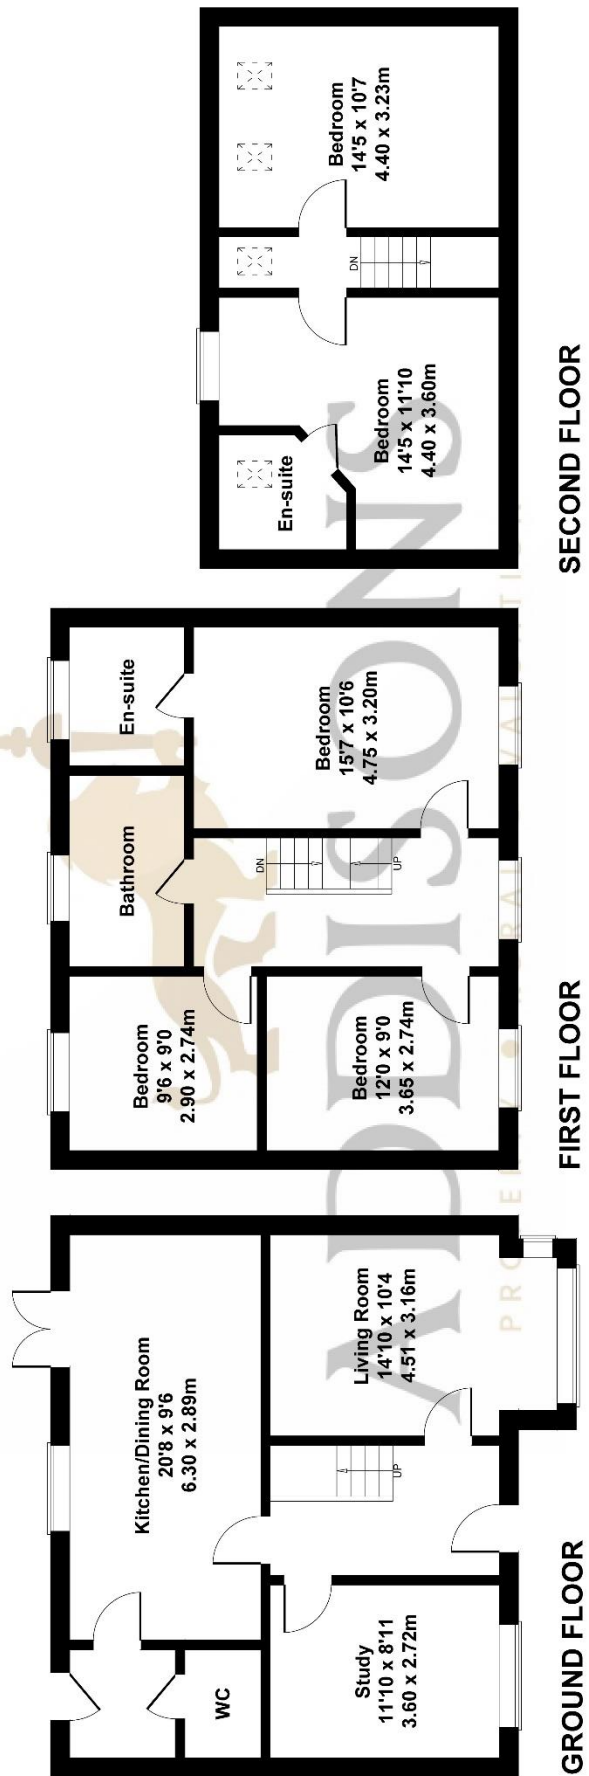 Kitchen/Dining Room
20'8 x 9'6
6.30 x 2.89m
WC
Study
11'10 x 8'11
3.60 x 2.72m
Living Room
14'10 x 10'4
4.51 x 3.16m
UP
GROUND FLOOR
Bedroom
9'6 x 9'0
2.90 x 2.74m
Bathroom
En-suite
Bedroom
12'0 x 9'0
3.65 x 2.74m
DN
UP
Bedroom
15'7 x 10'6
4.75 x 3.20m
FIRST FLOOR
En-suite
Bedroom
14'5 x 11'10
4.40 x 3.60m
DN
Bedroom
14'5 x 10'7
4.40 x 3.23m
SECOND FLOOR
ADDISONS